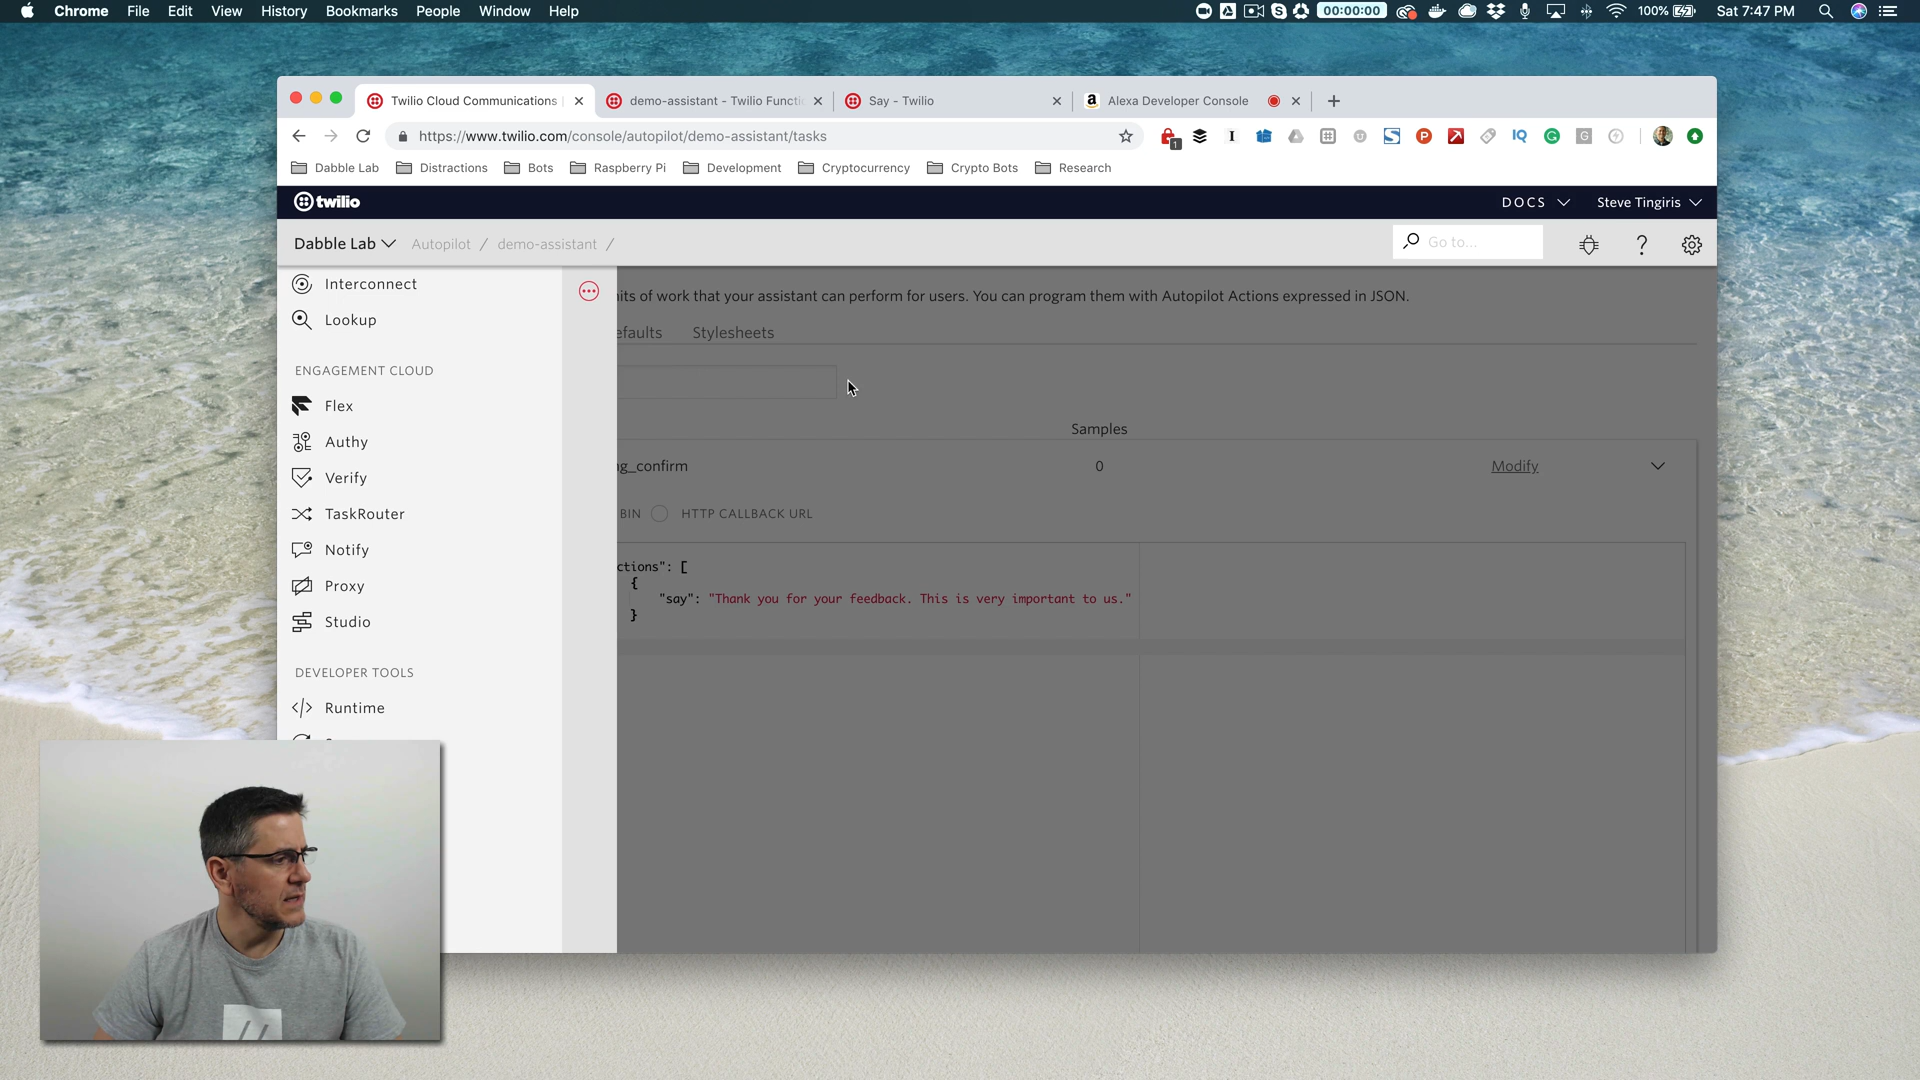 Chrome File Edit View History Bookmarks People Window Help
00:00:00 100% Sat 7:47 PM
Twilio Cloud Communications | demo-assistant - Twilio Functi Say - Twilio Alexa Developer Console
https://www.twilio.com/console/autopilot/demo-assistant/tasks
1
Dabble Lab Distractions Bots Raspberry Pi Development Cryptocurrency Crypto Bots Research
twilio DOCS Steve Tingiris
Dabble Lab Autopilot / demo-assistant / Go to...
Interconnect
Lookup
ENGAGEMENT CLOUD
Flex
Authy
Verify
TaskRouter
Notify
Proxy
Studio
DEVELOPER TOOLS
Runtime
its of work that your assistant can perform for users. You can program them with Autopilot Actions expressed in JSON.
efaults Stylesheets
Samples
g_confirm 0 Modify
BIN HTTP CALLBACK URL
ctions": [
{
"say": "Thank you for your feedback. This is very important to us."
}